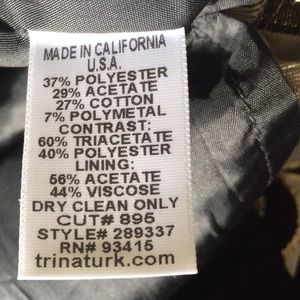 MADE IN CALIFORNIA
U.S.A.
37% POLYESTER
29% ACETATE
27% COTTON
7% POLYMETAL
CONTRAST:
60% TRIACETATE
40% POLYESTER
LINING:
56% ACETATE
44% VISCOSE
DRY CLEAN ONLY
CUT# 895
STYLE# 289337
RN# 93415
trinaturk.com